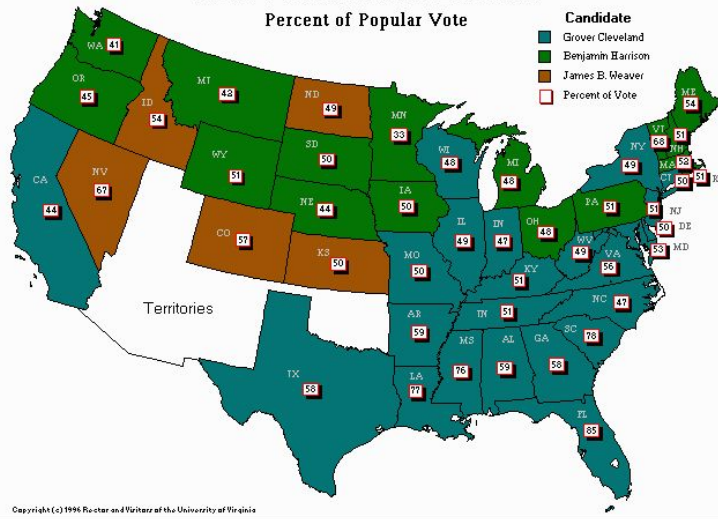 Percent of Popular Vote
Candidate
Grover Cleveland
Benjamin Harrison
James B. Weaver
Percent of Vote
WA 41
OR 45
ID 54
MT 42
ND 49
MN 33
SD 50
WY 51
NE 44
IA 50
WI 48
MI 48
CA 44
NV 67
CO 57
KS 50
MO 50
IL 49
IN 47
OH 48
PA 51
NY 49
VT 68
NH 51
ME 54
MA 52
CT 50
51 R
51 NJ
50 DE
53 MD
WV 49
VA 56
KY 51
NC 47
TN 51
SC 78
AR 59
MS 76
AL 59
GA 58
LA 77
TX 58
FL 85
Territories
Copyright (c) 1996 Rector and Visitors of the University of Virginia